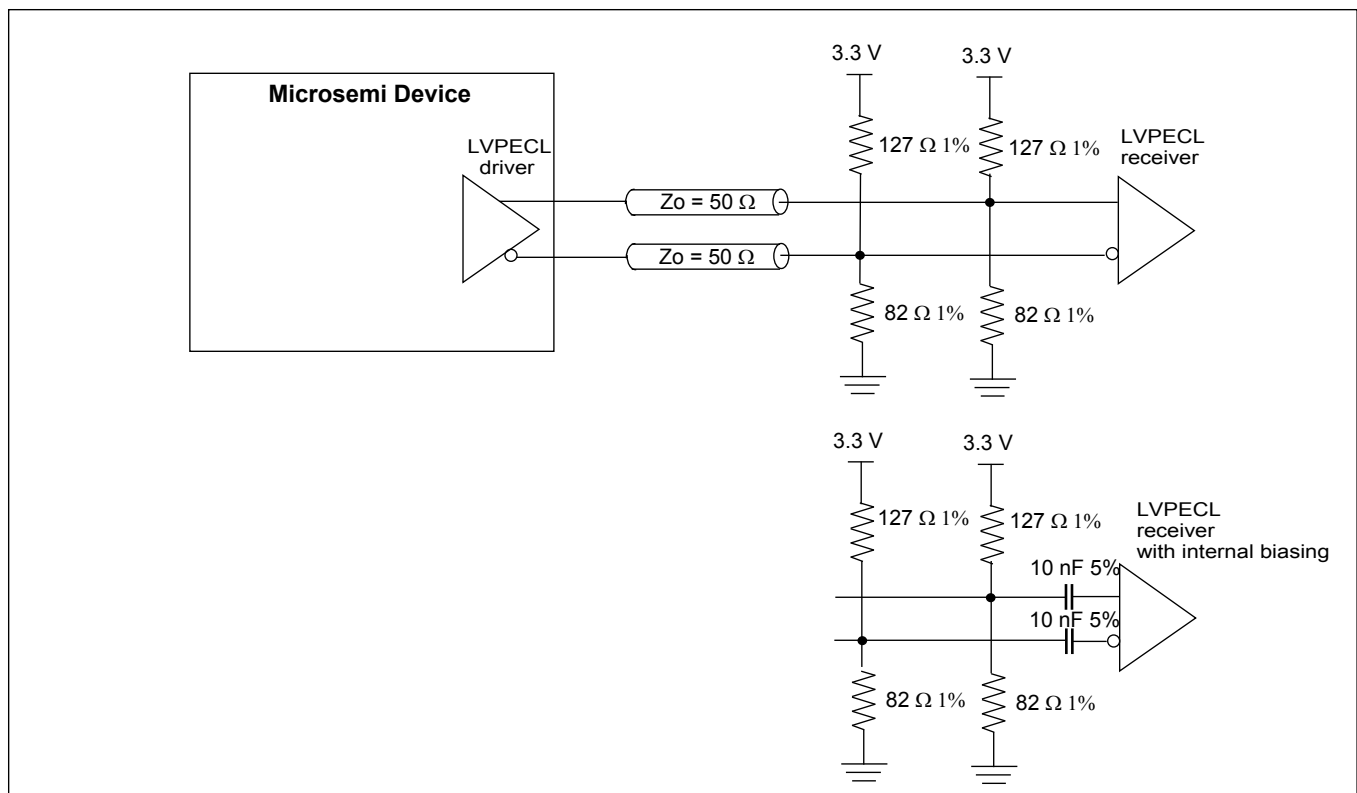 3.3 V
3.3 V
Microsemi Device
127 Ω 1%
127 Ω 1%
LVPECL
receiver
LVPECL
driver
Zo = 50 Ω
Zo = 50 Ω
82 Ω 1%
82 Ω 1%
3.3 V
3.3 V
127 Ω 1%
127 Ω 1%
LVPECL
receiver
with internal biasing
10 nF 5%
10 nF 5%
82 Ω 1%
82 Ω 1%